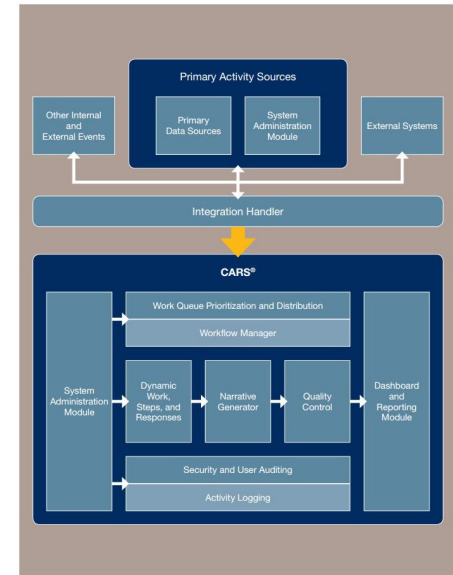 Primary Activity Sources
Other Internal
and
External Events
Primary
Data Sources
System
Administration
Module
External Systems
Integration Handler
CARS®
Work Queue Prioritization and Distribution
Workflow Manager
System
Administration
Module
Dynamic
Work,
Steps, and
Responses
Narrative
Generator
Quality
Control
Dashboard
and
Reporting
Module
Security and User Auditing
Activity Logging